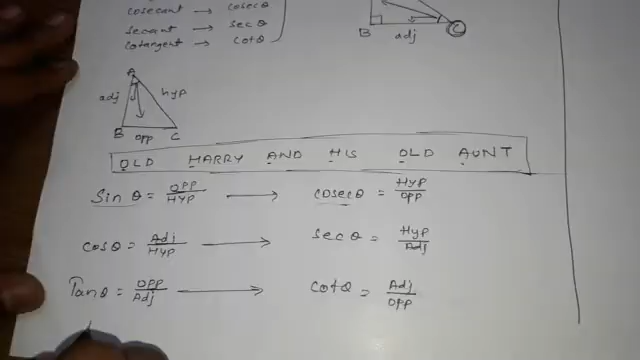 cosecant → cosecθ
secant → secθ
cotangent → cotθ
B adj C
A
adj hyp
B opp C
OLD HARRY AND HIS OLD AUNT
Sin θ = OPP/HYP → cosecθ = HYP/OPP
cosθ = Adj/HYP → secθ = HYP/Adj
Tanθ = OPP/Adj → cotθ = Adj/OPP